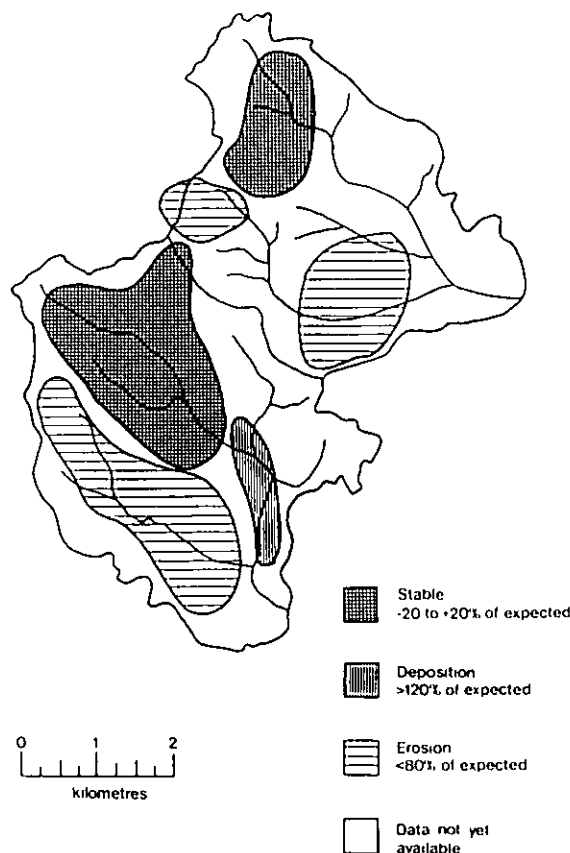 Stable
-20 to +20% of expected
Deposition
>120% of expected
Erosion
<80% of expected
Data not yet
available
0 1 2
kilometres